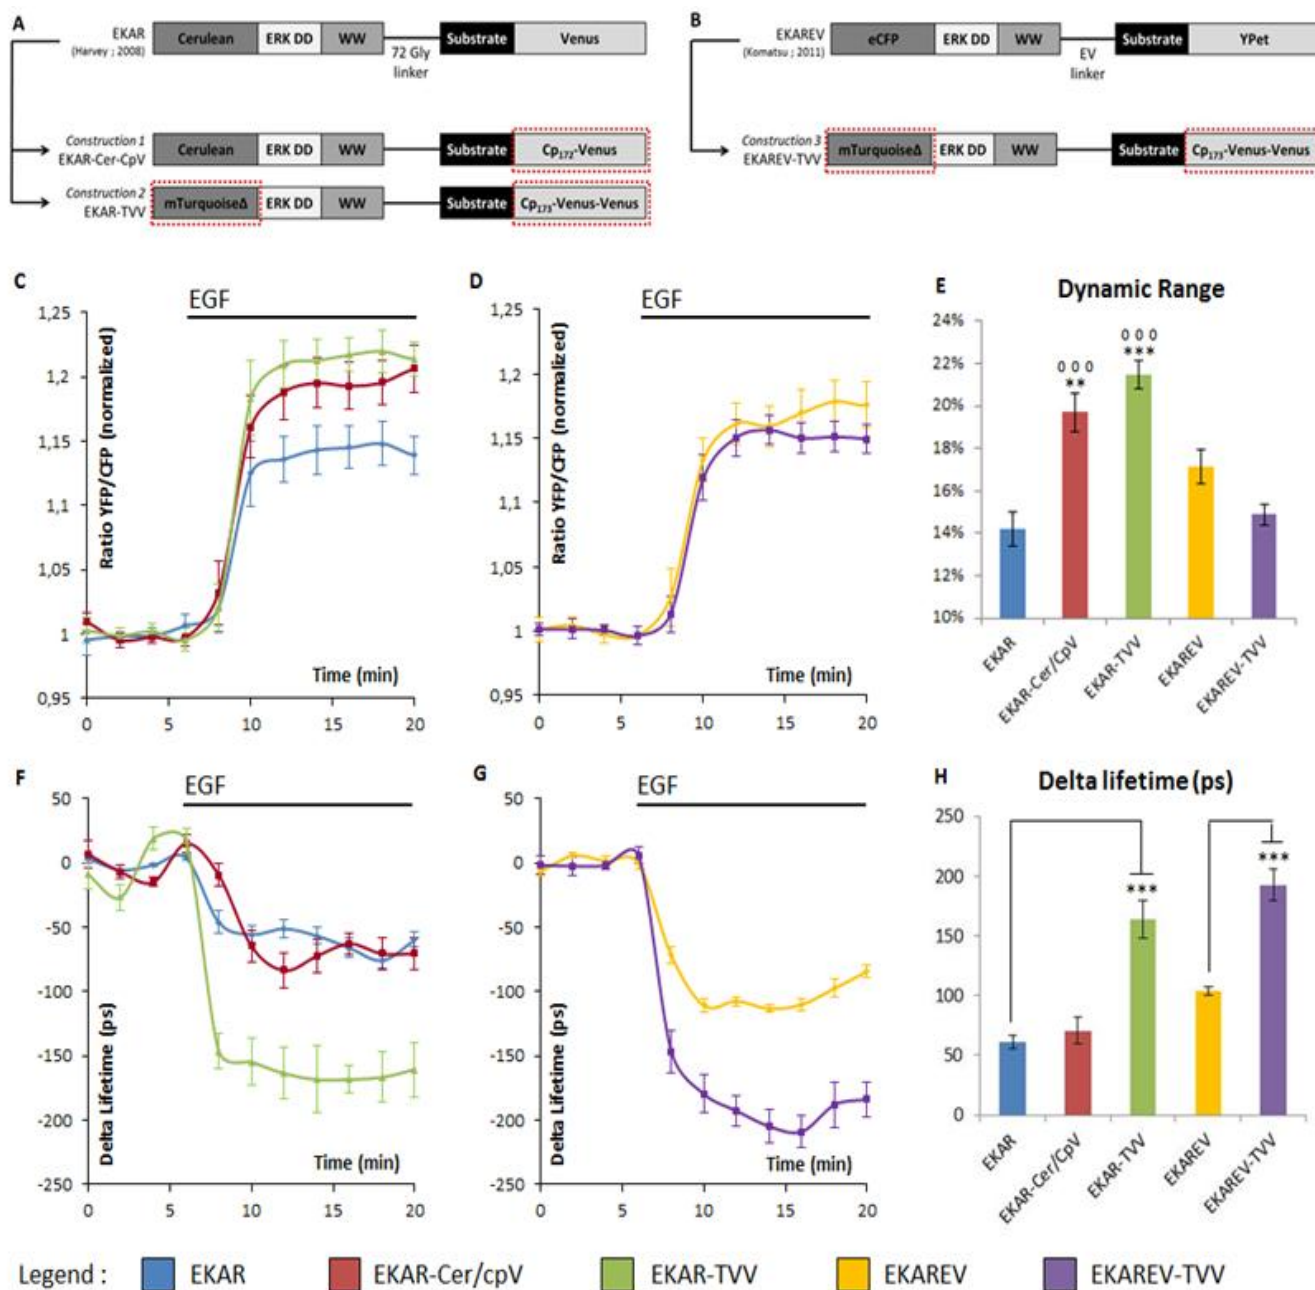 A
EKAR
(Harvey ; 2008)
Cerulean
ERK DD
WW
72 Gly
linker
Substrate
Venus
Construction 1
EKAR-Cer-CpV
Cerulean
ERK DD
WW
Substrate
Cp172-Venus
Construction 2
EKAR-TVV
mTurquoiseΔ
ERK DD
WW
Substrate
Cp173-Venus-Venus
B
EKAREV
(Komatsu ; 2011)
eCFP
ERK DD
WW
EV
linker
Substrate
YPet
Construction 3
EKAREV-TVV
mTurquoiseΔ
ERK DD
WW
Substrate
Cp173-Venus-Venus
C
EGF
Ratio YFP/CFP (normalized)
1,25
1,2
1,15
1,1
1,05
1
0,95
Time (min)
0 5 10 15 20
D
EGF
Ratio YFP/CFP (normalized)
1,25
1,2
1,15
1,1
1,05
1
0,95
Time (min)
0 5 10 15 20
E
Dynamic Range
24%
22%
20%
18%
16%
14%
12%
10%
0 0 0
**
0 0 0
***
EKAR
EKAR-Cer/CpV
EKAR-TVV
EKAREV
EKAREV-TVV
F
EGF
Delta Lifetime (ps)
50
0
-50
-100
-150
-200
-250
Time (min)
0 5 10 15 20
G
EGF
Delta Lifetime (ps)
50
0
-50
-100
-150
-200
-250
Time (min)
0 5 10 15 20
H
Delta lifetime (ps)
250
200
150
100
50
0
***
***
EKAR
EKAR-Cer/CpV
EKAR-TVV
EKAREV
EKAREV-TVV
Legend : EKAR EKAR-Cer/cpV EKAR-TVV EKAREV EKAREV-TVV